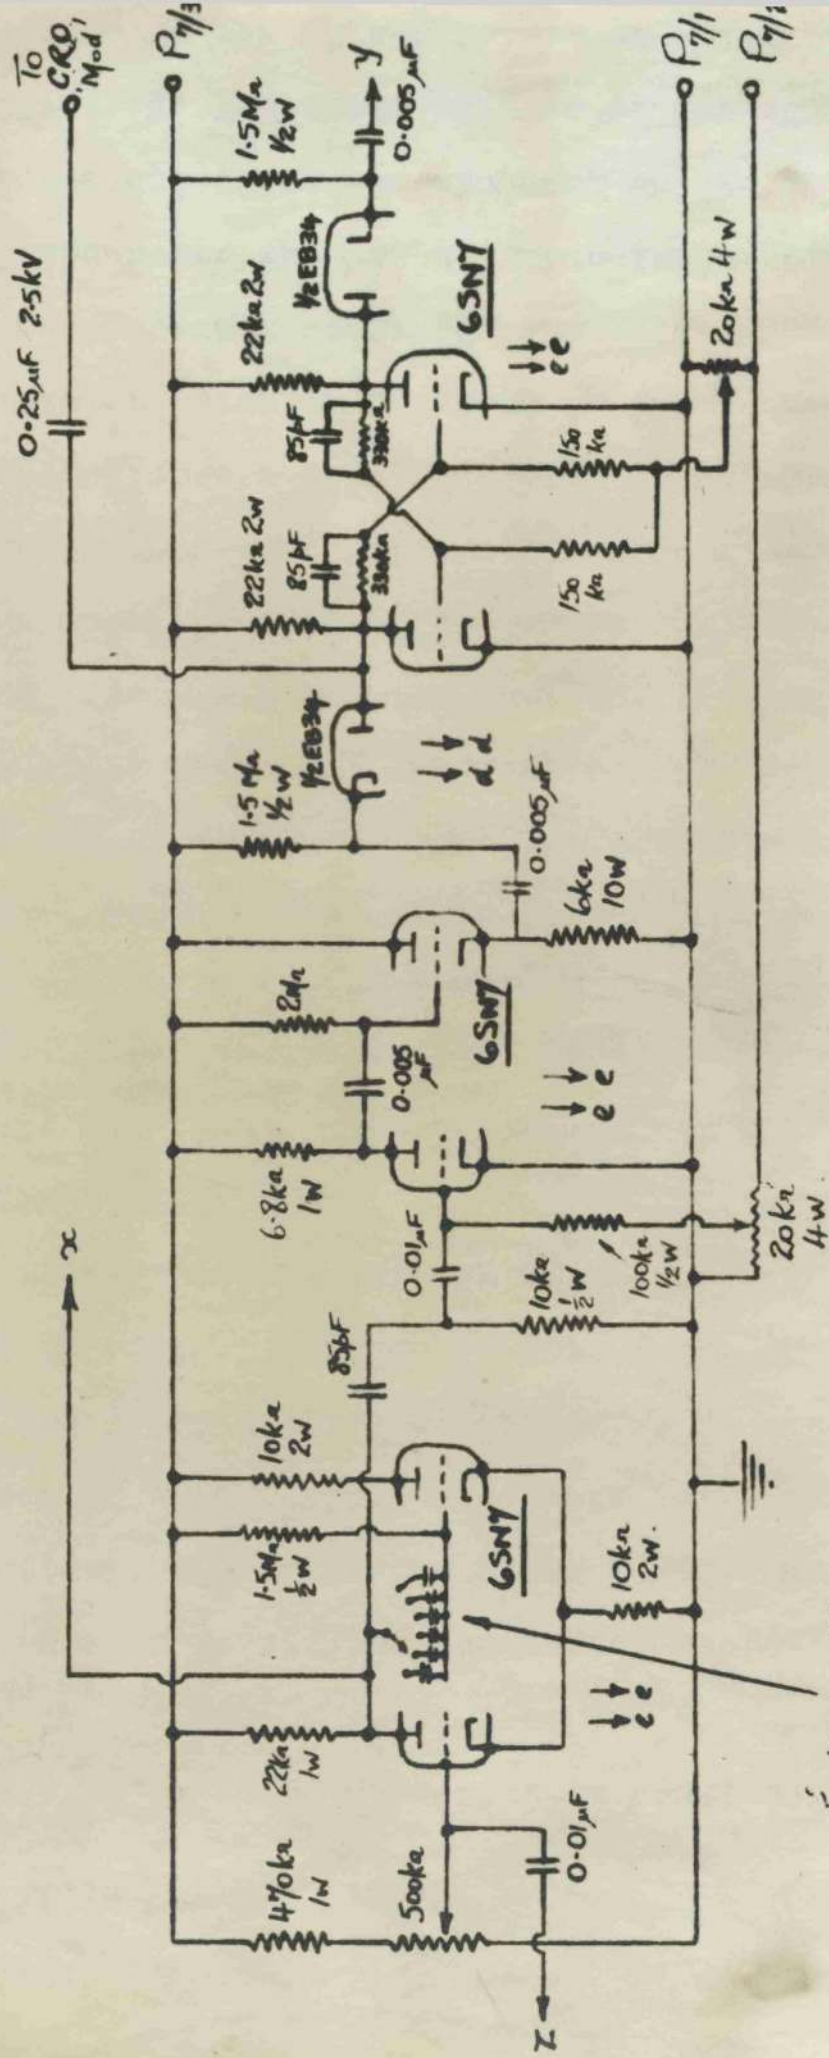 x
0.25µF 2.5kV
To
C.R.O.
Mod
P7/3
470kΩ
1W
22kΩ
1W
1.5MΩ
½W
10kΩ
2W
6.8kΩ
1W
2MΩ
1.5MΩ
½W
22kΩ 2W
22kΩ 2W
1.5MΩ
½W
85pF
0.005
µF
½EB34
85pF
330kΩ
85pF
330kΩ
½EB34
y
0.005µF
500kΩ
6SN7
0.01µF
6SN7
6SN7
z
0.01µF
e e
10kΩ
2W.
10kΩ
½W
100kΩ
½W
e e
0.005µF
6kΩ
10W
d d
150
kΩ
150
kΩ
e e
P7/1
20kΩ 4W
P7/2
20kΩ
4W.